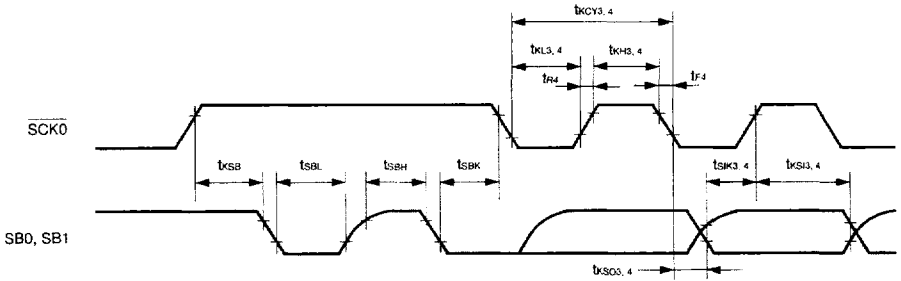 tKCY3, 4
tKL3, 4
tKH3, 4
tR4
tF4
SCK0
tKSB
tSBL
tSBH
tSBK
tSIK3, 4
tKSI3, 4
SB0, SB1
tKSO3, 4